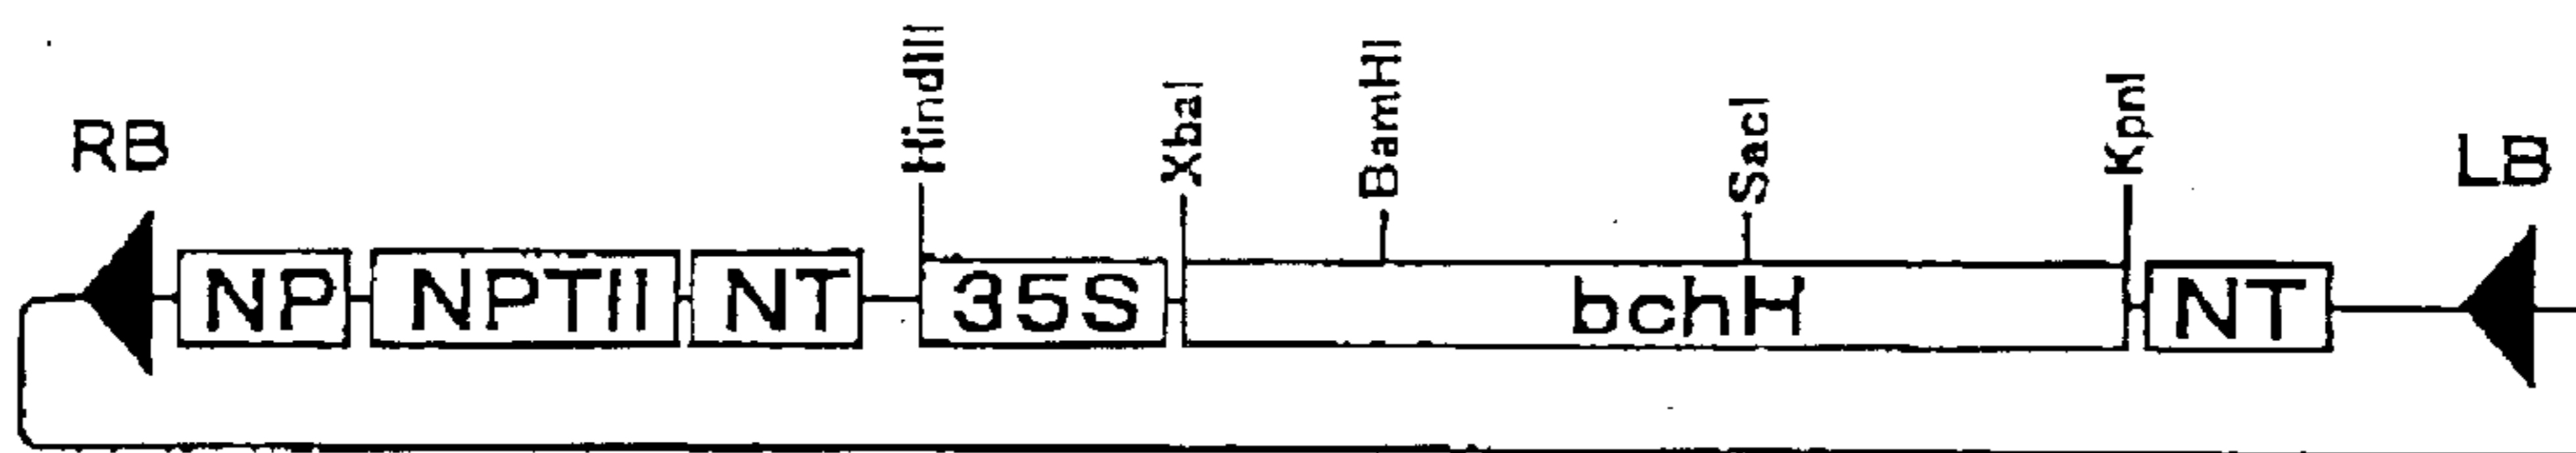 RB HindIII XbaI BamHI SacI KpnI LB
NP NPTII NT 35S bchH NT